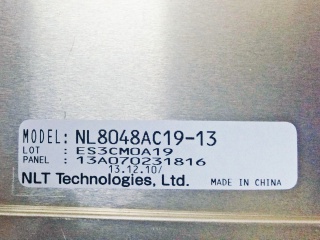 MODEL: NL8048AC19-13
LOT : ES3CM0A19
PANEL : 13A070231816
13.12.10/
NLT Technologies, Ltd. MADE IN CHINA